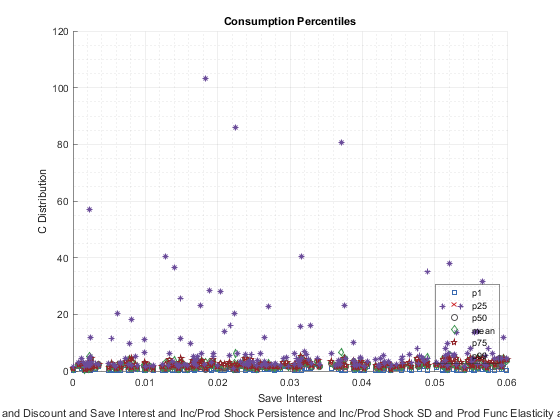 Consumption Percentiles
120
100
80
60
40
20
0
C Distribution
p1
p25
p50
mean
p75
0
0.01
0.02
0.03
0.04
0.05
0.06
Save Interest
and Discount and Save Interest and Inc/Prod Shock Persistence and Inc/Prod Shock SD and Prod Func Elasticity